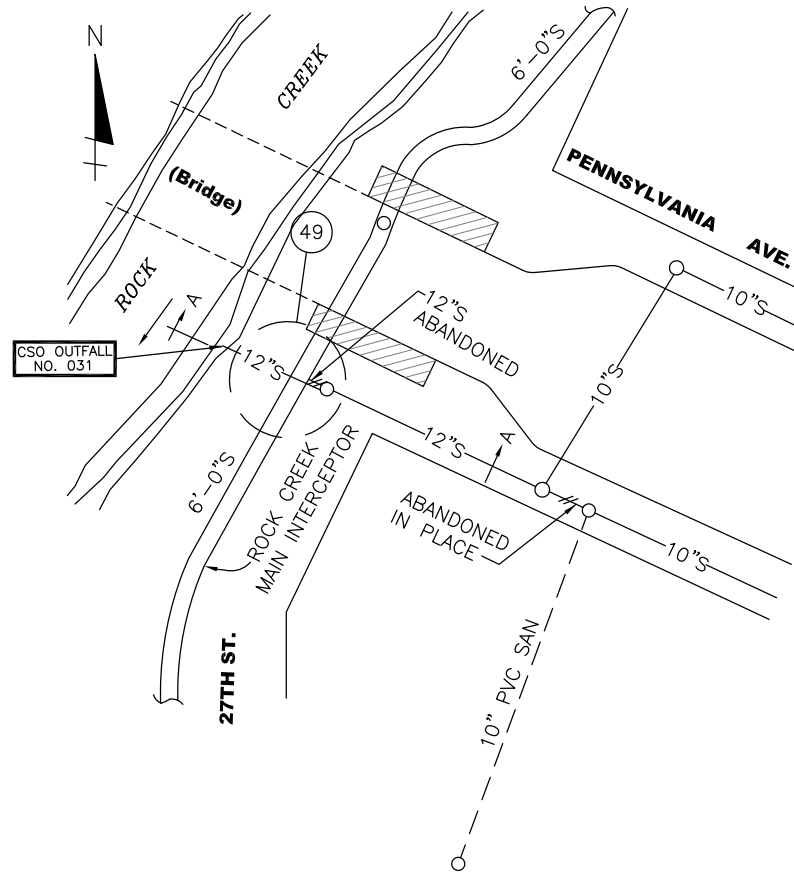 N
CREEK
6'-0"S
(Bridge)
PENNSYLVANIA AVE.
49
ROCK
A
12"S
ABANDONED
10"S
CSO OUTFALL
NO. 031
12"S
10"S
12"S
A
6'-0"S
ROCK CREEK
MAIN INTERCEPTOR
ABANDONED
IN PLACE
10"S
27TH ST.
10" PVC SAN